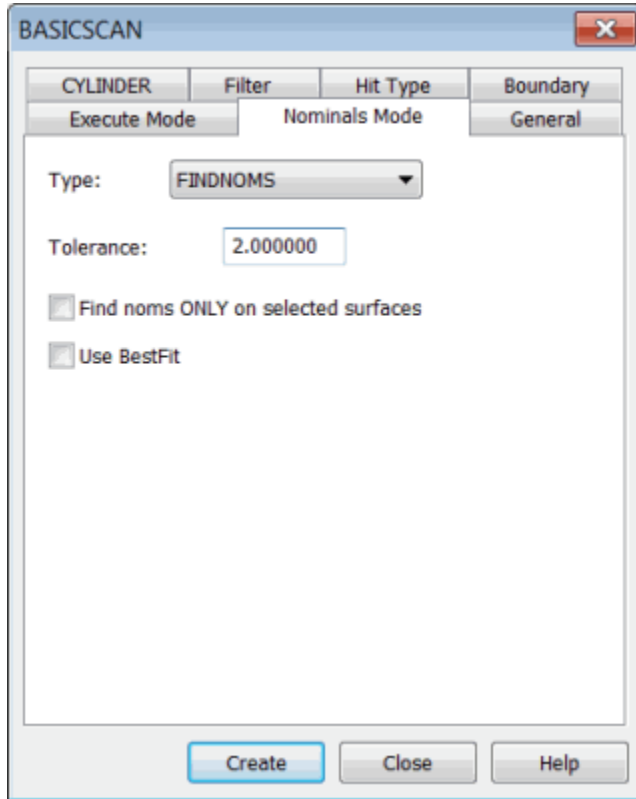 BASICSCAN
CYLINDER Filter Hit Type Boundary
Execute Mode Nominals Mode General
Type: FINDNOMS
Tolerance: 2.000000
Find noms ONLY on selected surfaces
Use BestFit
Create Close Help